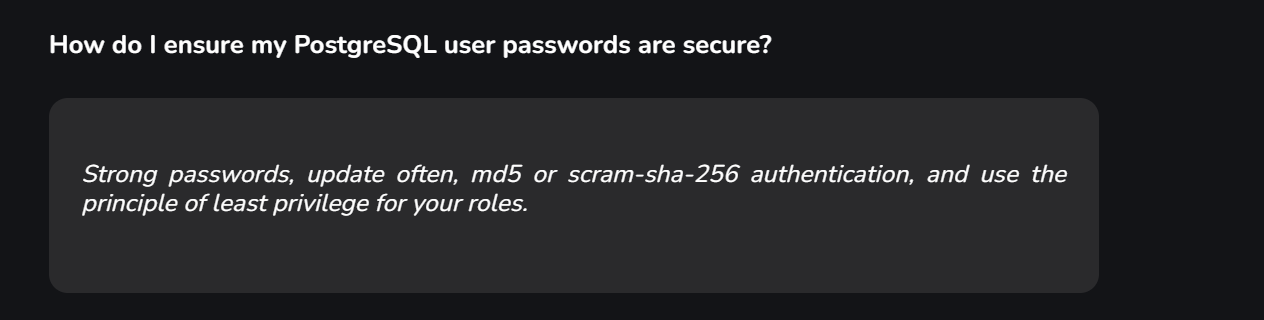 How do I ensure my PostgreSQL user passwords are secure?
Strong passwords, update often, md5 or scram-sha-256 authentication, and use the
principle of least privilege for your roles.